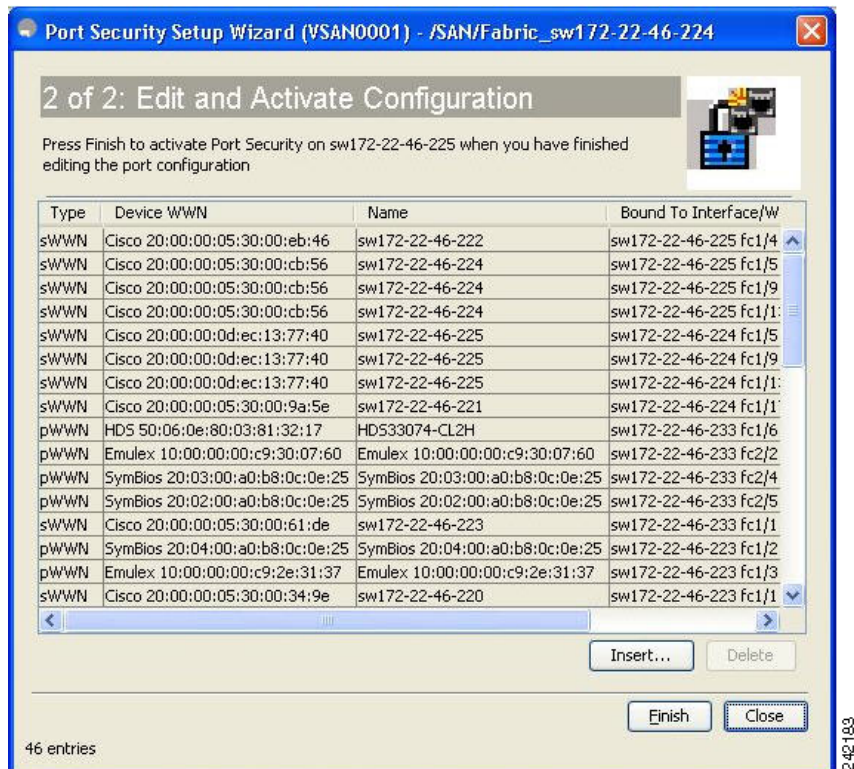 Port Security Setup Wizard (VSAN0001) - /SAN/Fabric_sw172-22-46-224
2 of 2: Edit and Activate Configuration
Press Finish to activate Port Security on sw172-22-46-225 when you have finished
editing the port configuration
Type Device WWN Name Bound To Interface/W
sWWN Cisco 20:00:00:05:30:00:eb:46 sw172-22-46-222 sw172-22-46-225 fc1/4
sWWN Cisco 20:00:00:05:30:00:cb:56 sw172-22-46-224 sw172-22-46-225 fc1/5
sWWN Cisco 20:00:00:05:30:00:cb:56 sw172-22-46-224 sw172-22-46-225 fc1/9
sWWN Cisco 20:00:00:05:30:00:cb:56 sw172-22-46-224 sw172-22-46-225
sWWN Cisco 20:00:00:0d:ec:13:77:40 sw172-22-46-225 sw172-22-46-224 fc1/5
sWWN Cisco 20:00:00:0d:ec:13:77:40 sw172-22-46-225 sw172-22-46-224 fc1/9
sWWN Cisco 20:00:00:0d:ec:13:77:40 sw172-22-46-225 sw172-22-46-224
sWWN Cisco 20:00:00:05:30:00:9a:5e sw172-22-46-221 sw172-22-46-224
pWWN HDS 50:06:0e:80:03:81:32:17 HDS33074-CL2H sw172-22-46-233 fc1/6
pWWN Emulex 10:00:00:00:c9:30:07:60 Emulex 10:00:00:00:c9:30:07:60 sw172-22-46-233 fc2/2
pWWN SymBios 20:03:00:a0:b8:0c:0e:25 SymBios 20:03:00:a0:b8:0c:0e:25 sw172-22-46-233 fc2/4
pWWN SymBios 20:02:00:a0:b8:0c:0e:25 SymBios 20:02:00:a0:b8:0c:0e:25 sw172-22-46-233 fc2/5
sWWN Cisco 20:00:00:05:30:00:61:de sw172-22-46-223 sw172-22-46-233 fc1/1
pWWN SymBios 20:04:00:a0:b8:0c:0e:25 SymBios 20:04:00:a0:b8:0c:0e:25 sw172-22-46-223 fc1/2
pWWN Emulex 10:00:00:00:c9:2e:31:37 Emulex 10:00:00:00:c9:2e:31:37 sw172-22-46-223 fc1/3
sWWN Cisco 20:00:00:05:30:00:34:9e sw172-22-46-220 sw172-22-46-223 fc1/1
Insert... Delete
Finish Close
46 entries
242183